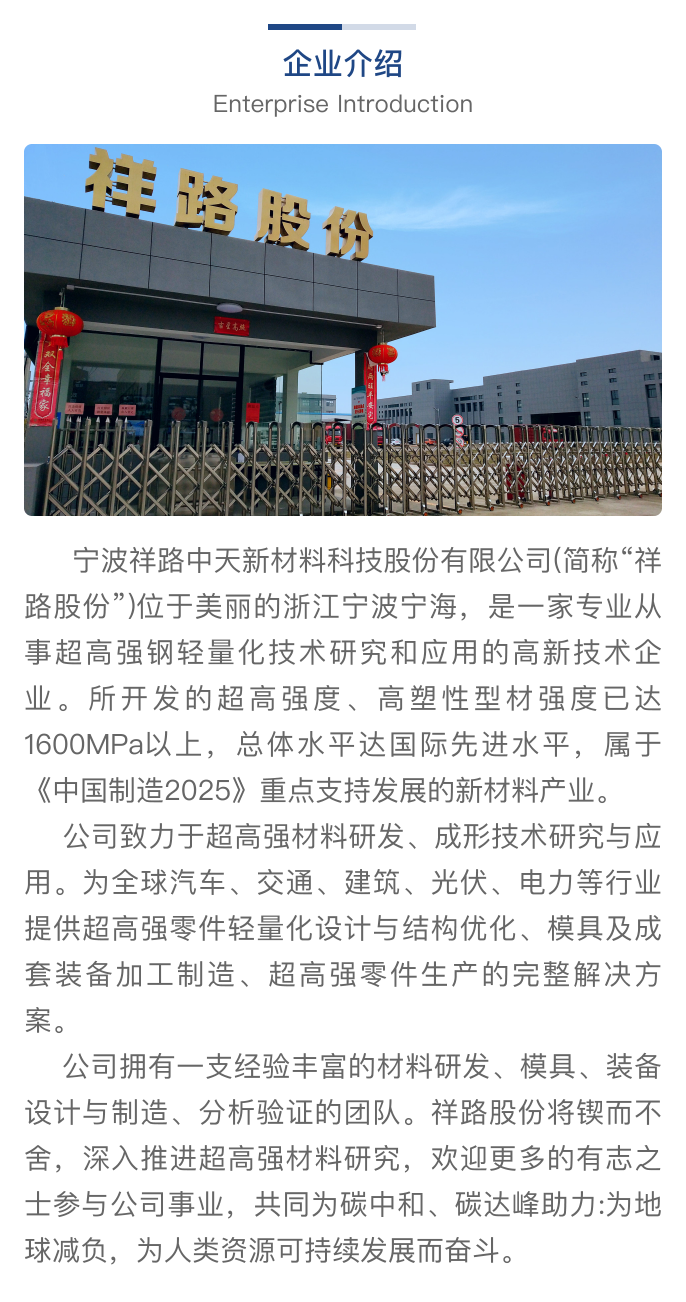 企业介绍
Enterprise Introduction
祥路股份
宁波祥路中天新材料科技股份有限公司(简称“祥
路股份”)位于美丽的浙江宁波宁海，是一家专业从
事超高强钢轻量化技术研究和应用的高新技术企
业。所开发的超高强度、高塑性型材强度已达
1600MPa以上，总体水平达国际先进水平，属于
《中国制造2025》重点支持发展的新材料产业。
公司致力于超高强材料研发、成形技术研究与应
用。为全球汽车、交通、建筑、光伏、电力等行业
提供超高强零件轻量化设计与结构优化、模具及成
套装备加工制造、超高强零件生产的完整解决方
案。
公司拥有一支经验丰富的材料研发、模具、装备
设计与制造、分析验证的团队。祥路股份将锲而不
舍，深入推进超高强材料研究，欢迎更多的有志之
士参与公司事业，共同为碳中和、碳达峰助力:为地
球减负，为人类资源可持续发展而奋斗。